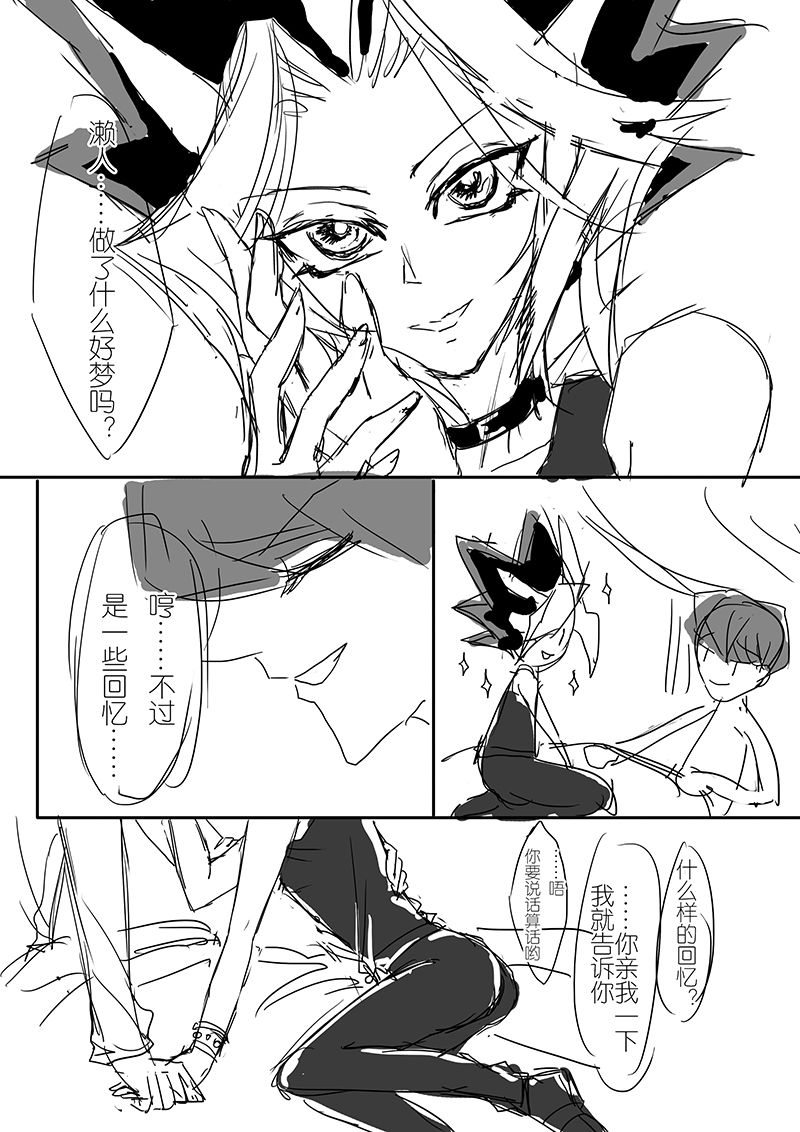 濑人……做了什么好梦吗？
哼……不过
是一些回忆……
什么样的回忆？
……你亲我一下
我就告诉你
……唔
你要说话算话哟